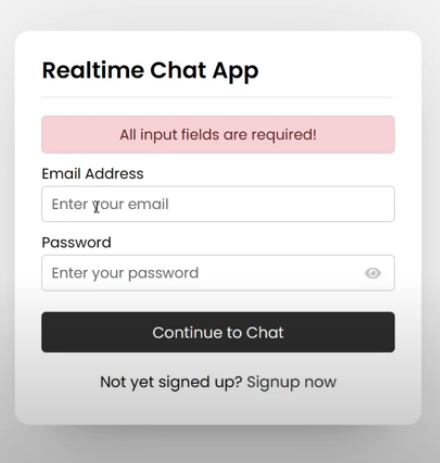 Realtime Chat App
All input fields are required!
Email Address
Enter your email
Password
Enter your password
Continue to Chat
Not yet signed up? Signup now